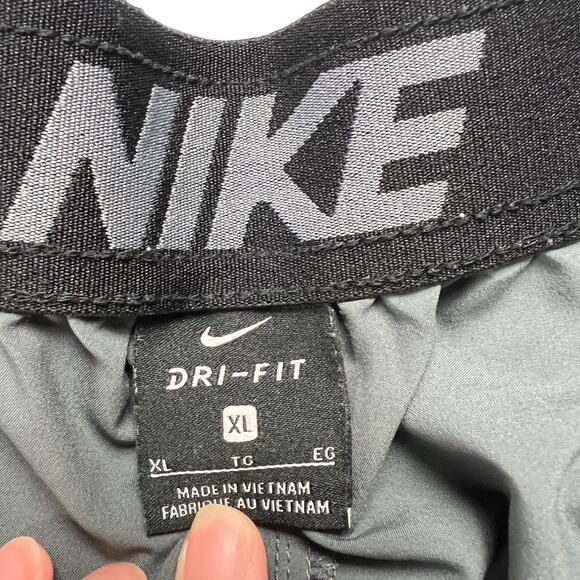 NIKE
DRI-FIT
XL
XL TG EG
MADE IN VIETNAM
FABRIQUÉ AU VIETNAM